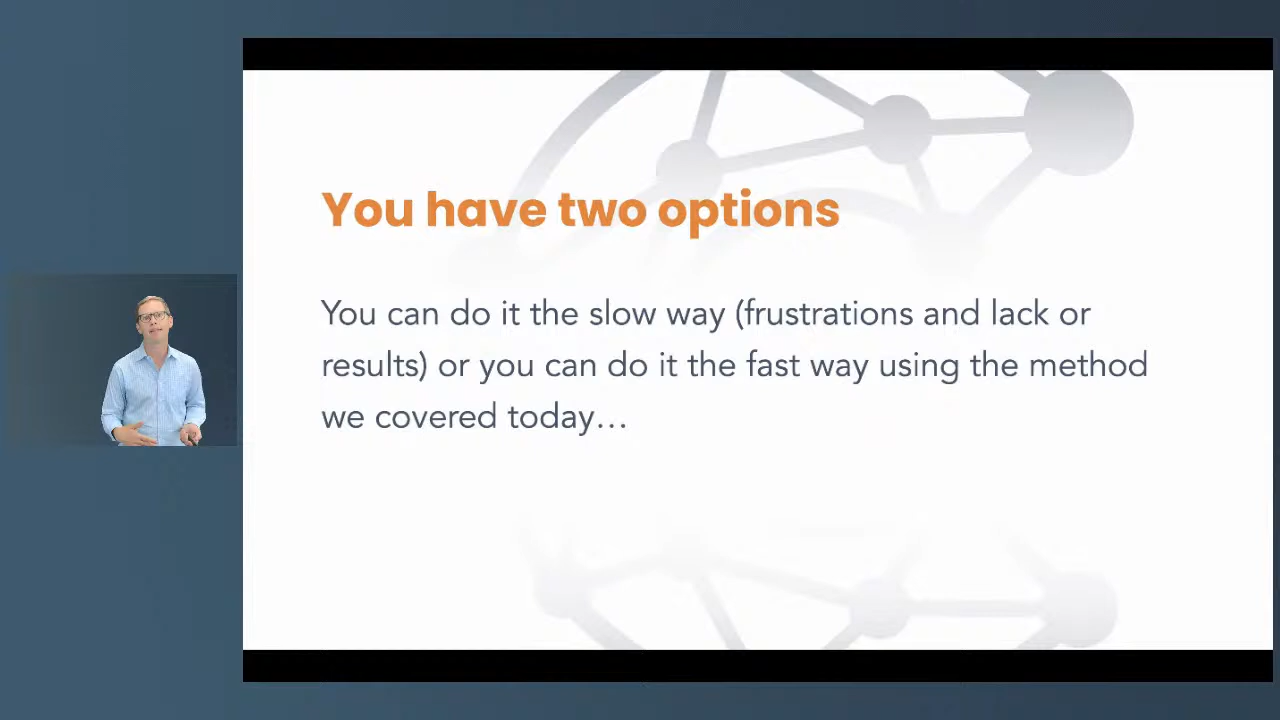 You have two options
You can do it the slow way (frustrations and lack or
results) or you can do it the fast way using the method
we covered today…